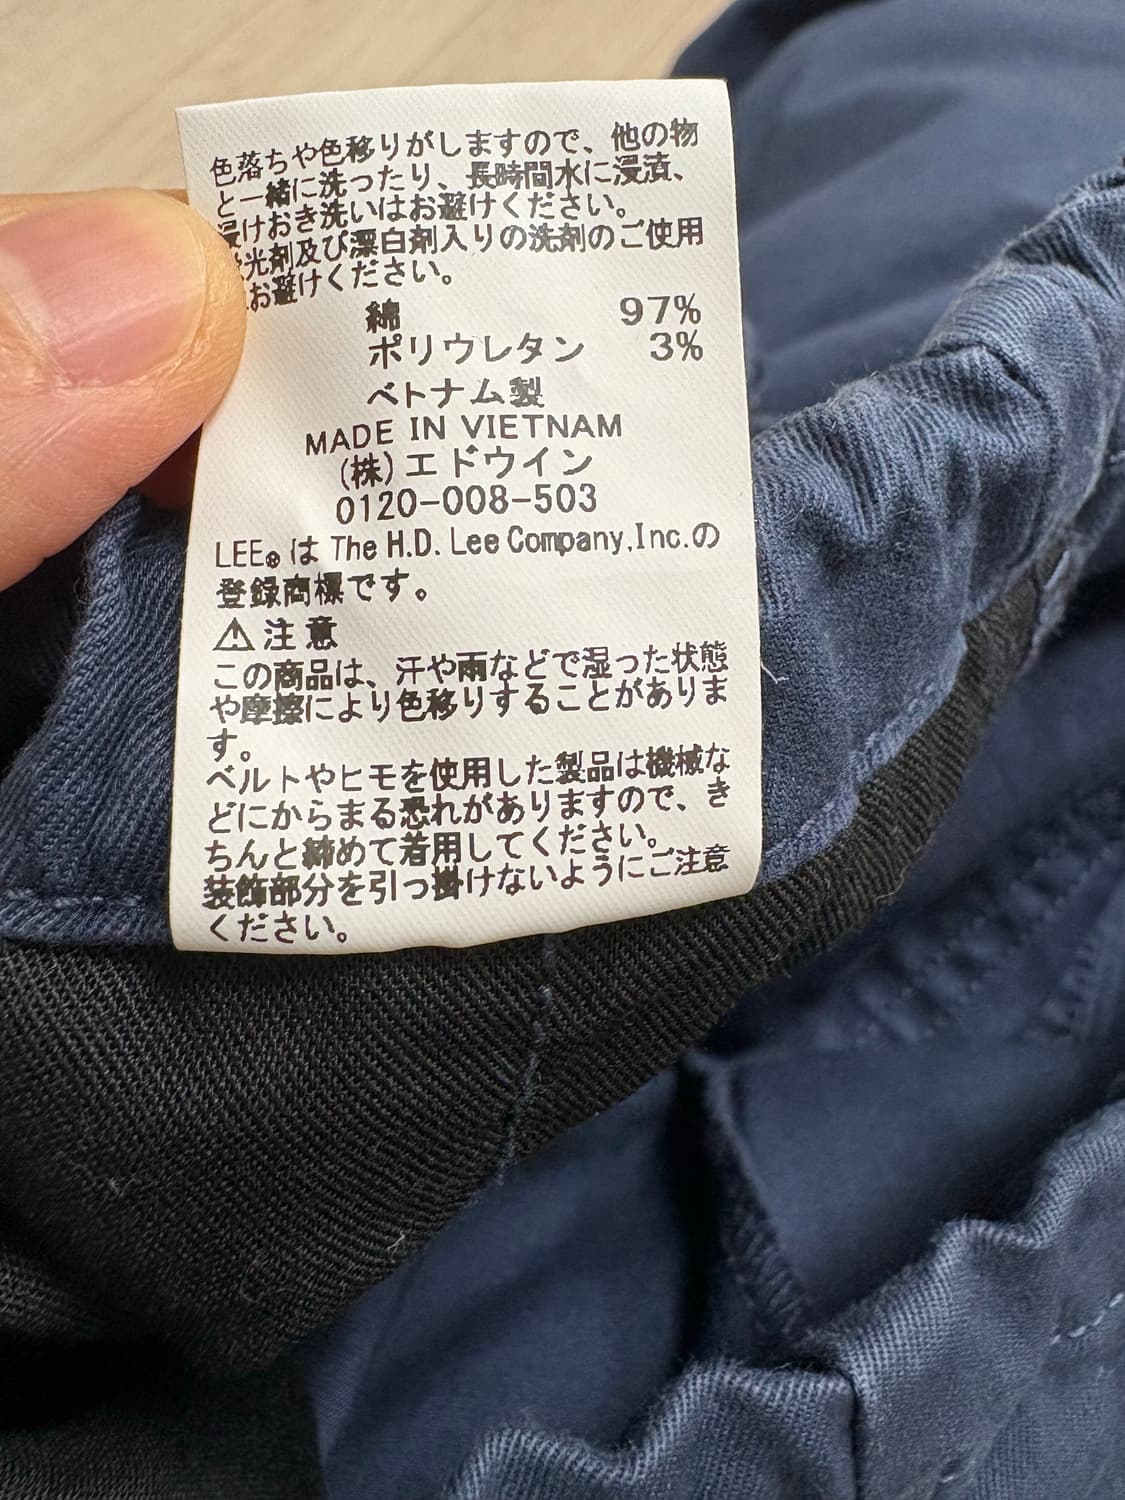 色落ちや色移りがしますので、他の物
と一緒に洗ったり、長時間水に浸漬、
浸けおき洗いはお避けください。
光剤及び漂白剤入りの洗剤のご使用
お避けください。
綿 97%
ポリウレタン 3%
ベトナム製
MADE IN VIETNAM
(株)エドウイン
0120-008-503
LEE®は The H.D. Lee Company,Inc.の
登録商標です。
⚠注意
この商品は、汗や雨などで湿った状態
や摩擦により色移りすることがありま
す。
ベルトやヒモを使用した製品は機械な
どにからまる恐れがありますので、き
ちんと締めて着用してください。
装飾部分を引っ掛けないようにご注意
ください。